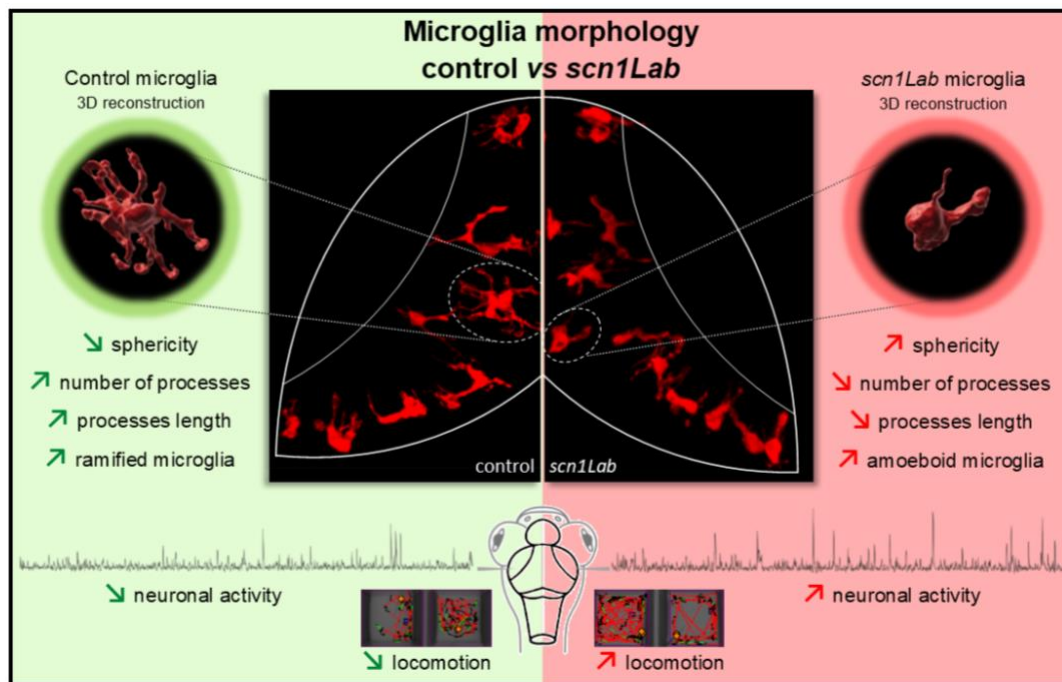 Microglia morphology
control vs scn1Lab
Control microglia
3D reconstruction
scn1Lab microglia
3D reconstruction
↘ sphericity
↗ number of processes
↗ processes length
↗ ramified microglia
↗ sphericity
↘ number of processes
↘ processes length
↗ amoeboid microglia
control scn1Lab
↘ neuronal activity
↗ neuronal activity
↘ locomotion
↗ locomotion